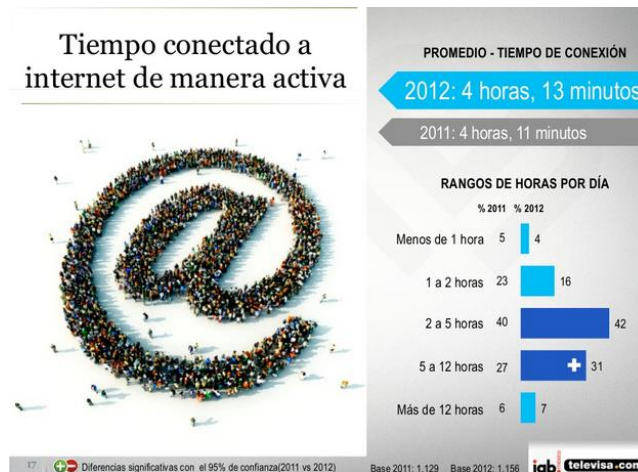 Tiempo conectado a
internet de manera activa
PROMEDIO - TIEMPO DE CONEXIÓN
2012: 4 horas, 13 minutos
2011: 4 horas, 11 minutos
RANGOS DE HORAS POR DÍA
% 2011 % 2012
Menos de 1 hora 5 4
1 a 2 horas 23 16
2 a 5 horas 40 42
5 a 12 horas 27 + 31
Más de 12 horas 6 7
17 Diferencias significativas con el 95% de confianza(2011 vs 2012)
Base 2011: 1,129 Base 2012: 1,156
iab. televisa.com